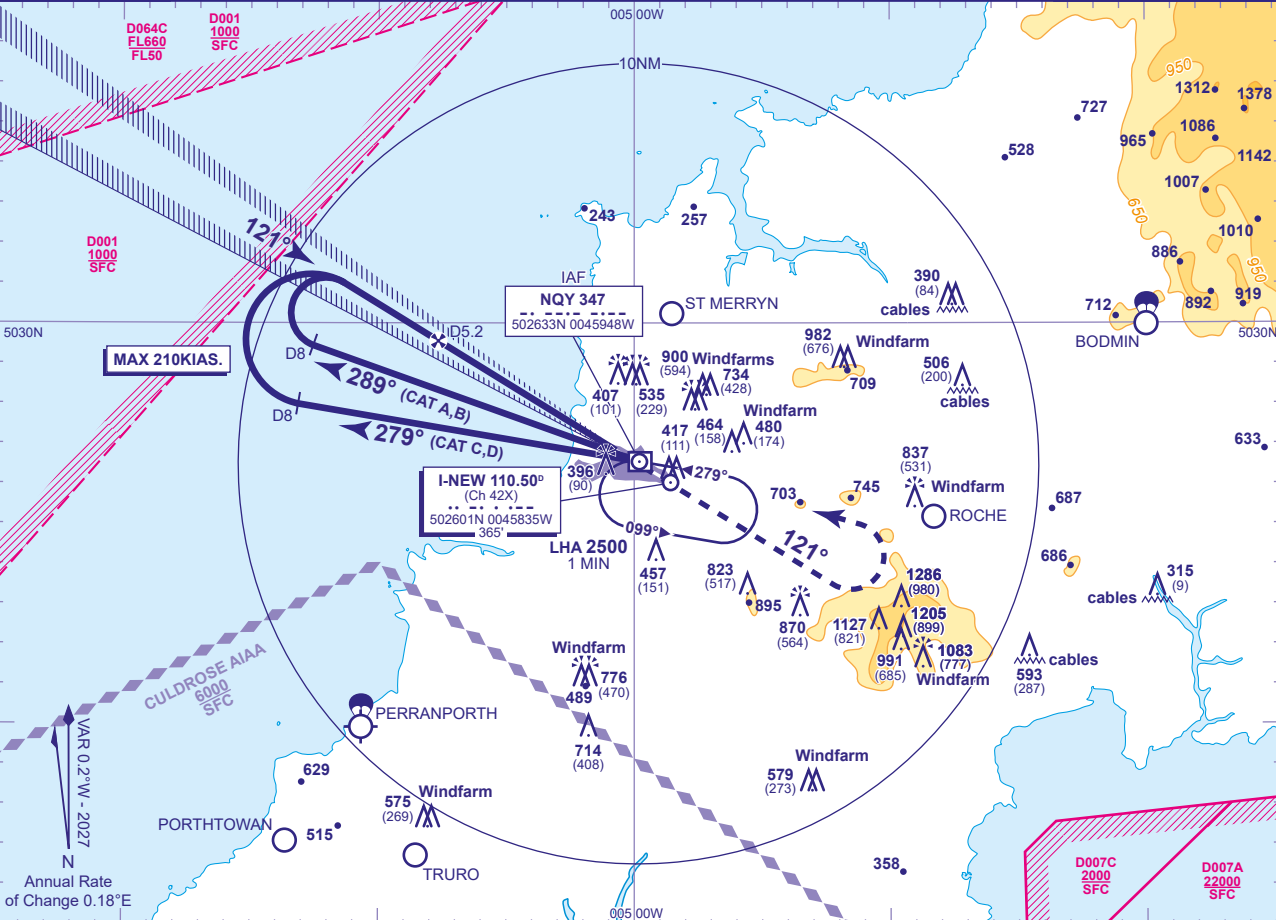 005 00W
D064C
FL660
FL50
D001
1000
SFC
10NM
950
1312
1378
727
1086
965
1142
528
1007
650
243
257
1010
121°
D001
1000
SFC
886
950
IAF
390
(84)
cables
892
919
712
NQY 347
502633N 0045948W
ST MERRYN
5030N
5030N
D5.2
BODMIN
MAX 210KIAS.
D8
982
(676)
Windfarm
900
(594)
Windfarms
734
(428)
709
506
(200)
cables
289° (CAT A,B)
407
(101)
535
(229)
D8
464
(158)
Windfarm
480
(174)
417
(111)
279° (CAT C,D)
633
837
(531)
Windfarm
396
(90)
279°
I-NEW 110.50D
(Ch 42X)
502601N 0045835W
365'
703
745
687
ROCHE
099°
121°
LHA 2500
1 MIN
457
(151)
686
823
(517)
895
870
(564)
1286
(980)
315
(9)
cables
1127
(821)
1205
(899)
991
(685)
1083
(777)
Windfarm
593
(287)
cables
Windfarm
776
(470)
489
CULDROSE AIAA
6000
SFC
PERRANPORTH
714
(408)
VAR 0.2°W - 2027
629
Windfarm
579
(273)
Windfarm
575
(269)
PORTHTOWAN
515
N
Annual Rate
of Change 0.18°E
TRURO
358
D007C
2000
SFC
D007A
22000
SFC
005 00W